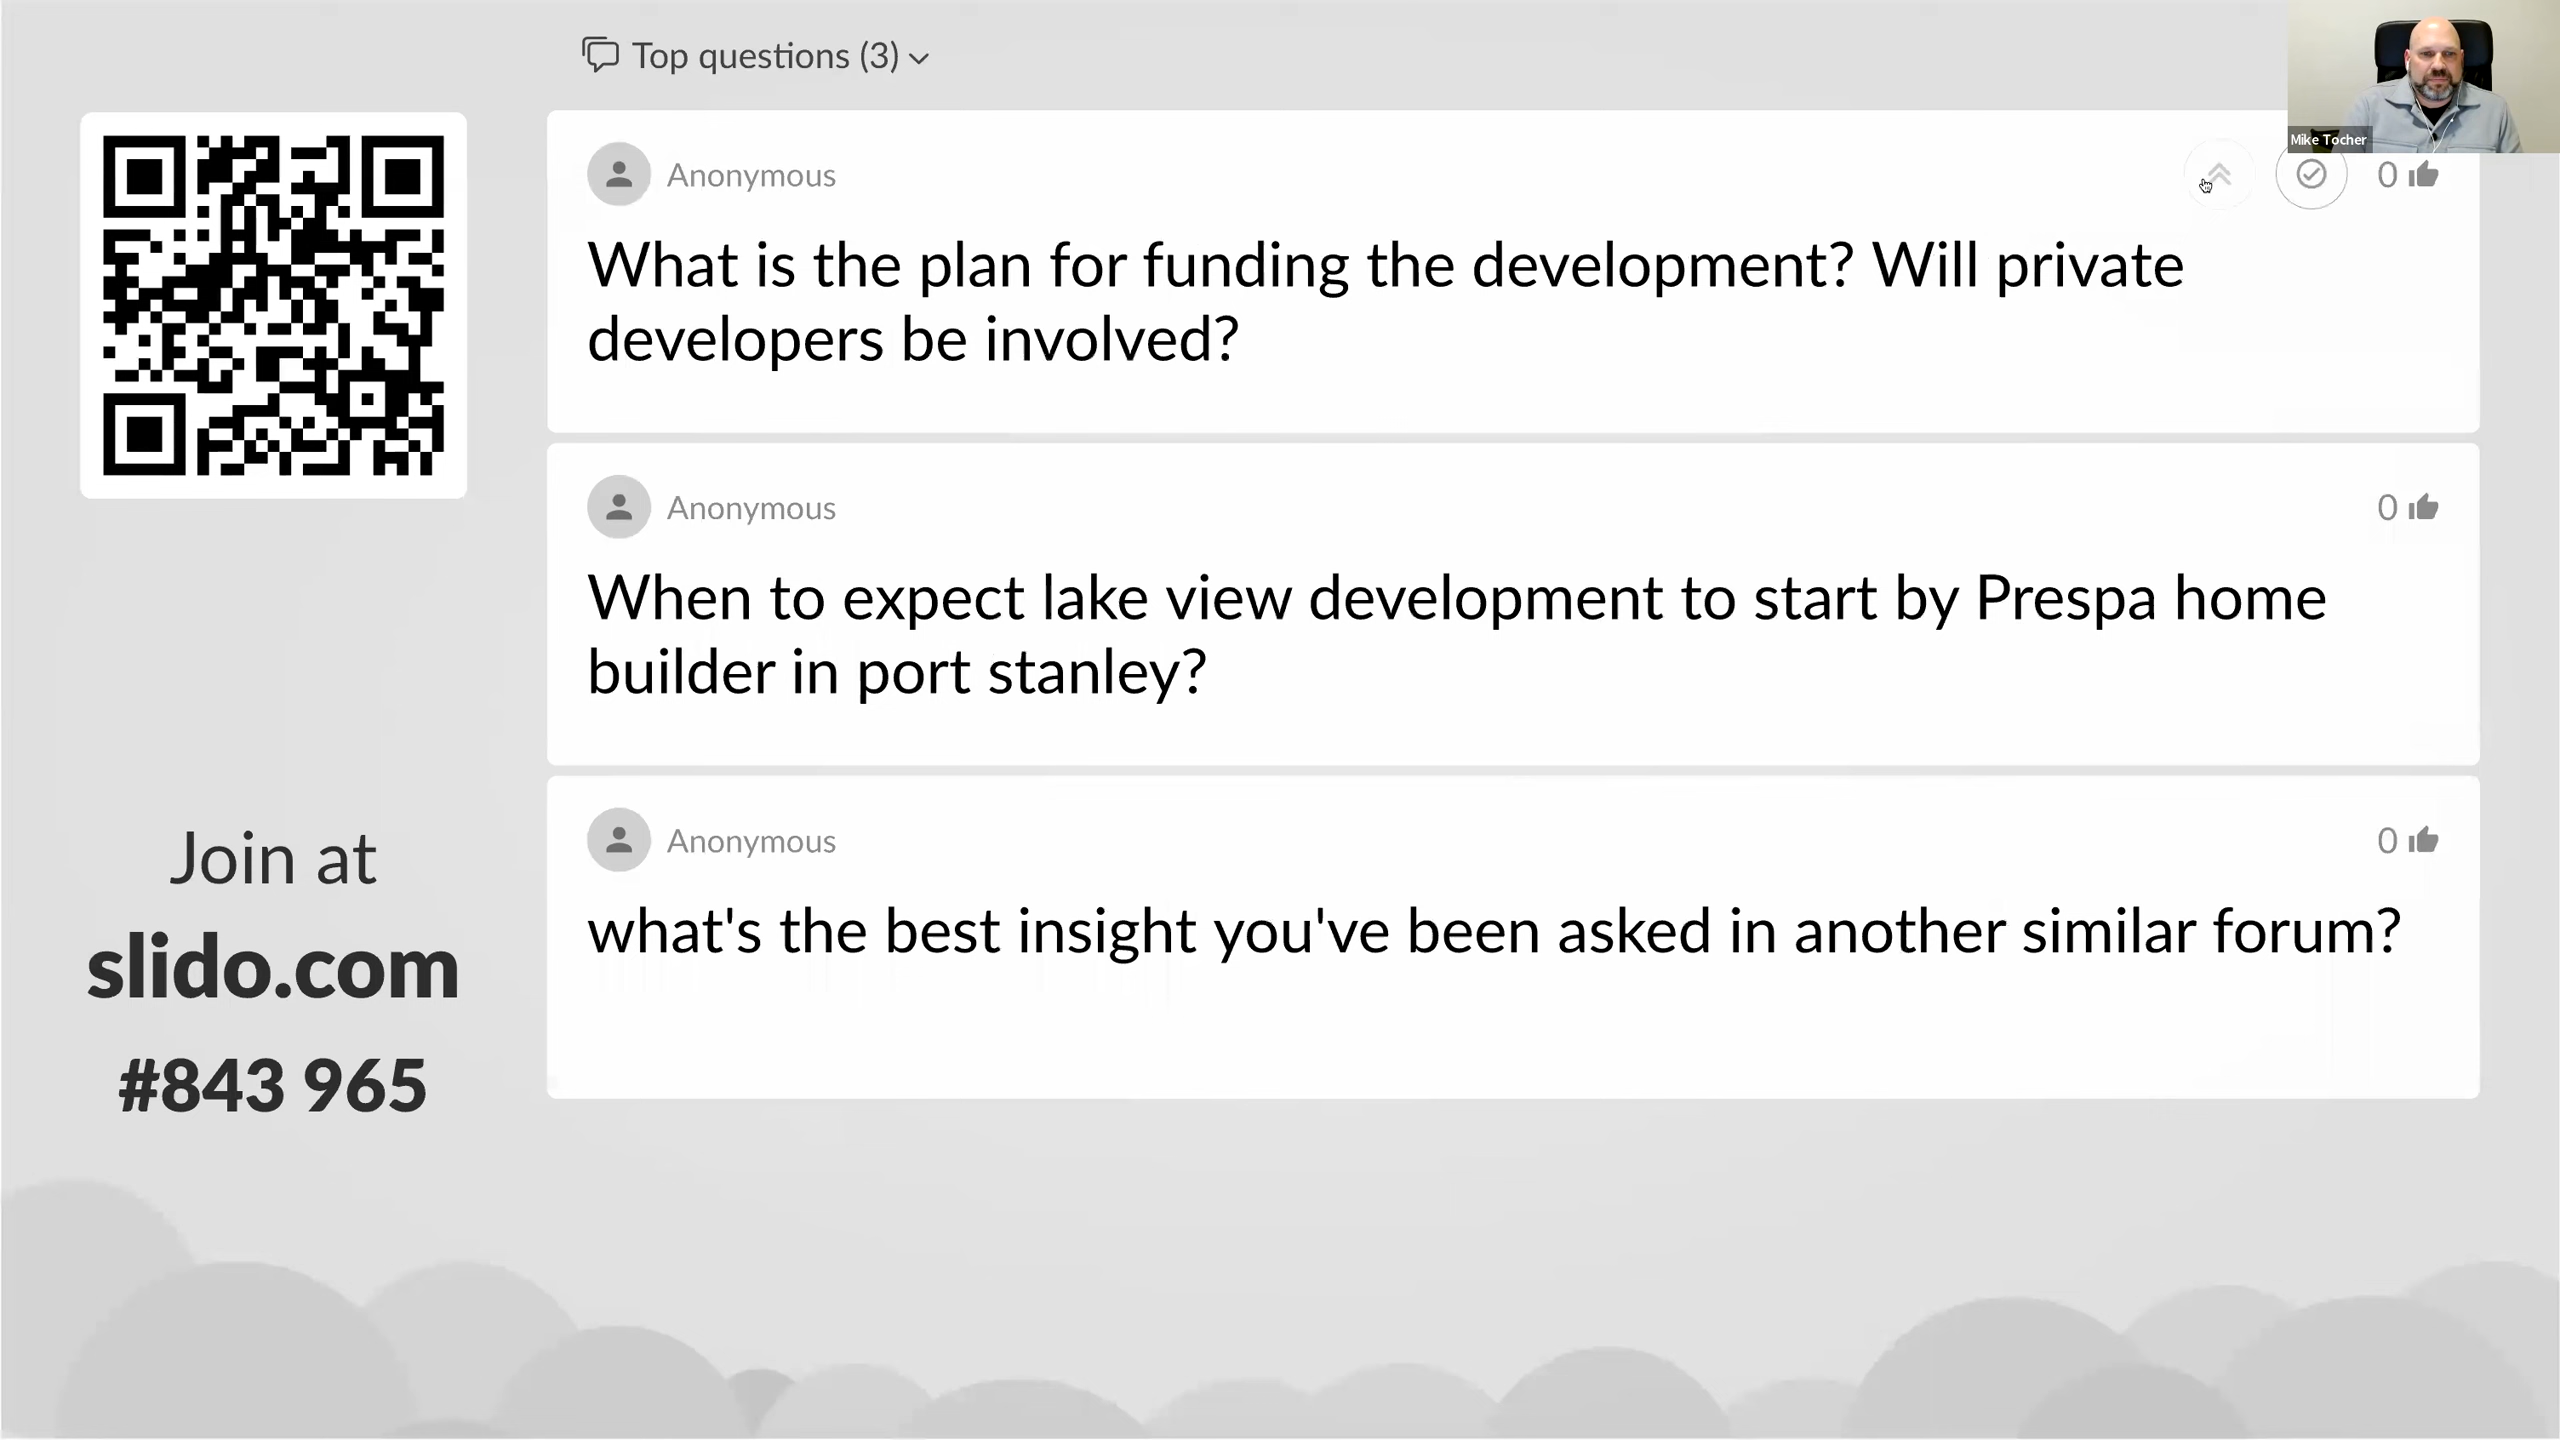 Top questions (3)
Mike Tocher
Anonymous
0
What is the plan for funding the development? Will private
developers be involved?
Anonymous
0
When to expect lake view development to start by Prespa home
builder in port stanley?
Anonymous
0
what's the best insight you've been asked in another similar forum?
Join at
slido.com
#843 965